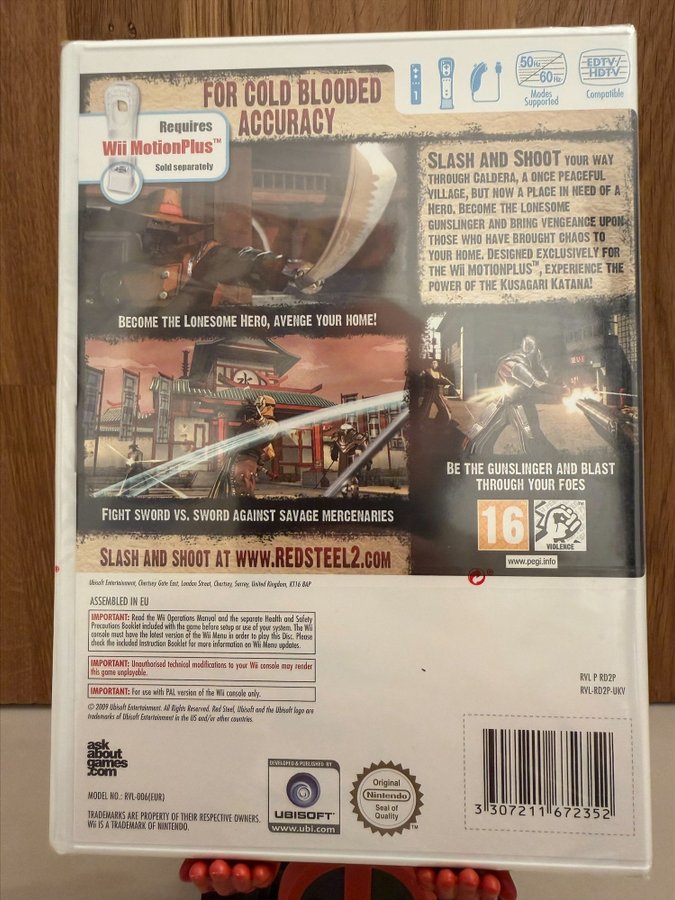 FOR COLD BLOODED
ACCURACY
Requires
Wii MotionPlus™
Sold separately
1
50Hz
60Hz
Modes
Supported
EDTV/
HDTV
Compatible
SLASH AND SHOOT YOUR WAY
THROUGH CALDERA, A ONCE PEACEFUL
VILLAGE, BUT NOW A PLACE IN NEED OF A
HERO. BECOME THE LONESOME
GUNSLINGER AND BRING VENGEANCE UPON
THOSE WHO HAVE BROUGHT CHAOS TO
YOUR HOME. DESIGNED EXCLUSIVELY FOR
THE Wii MOTIONPLUS™, EXPERIENCE THE
POWER OF THE KUSAGARI KATANA!
BECOME THE LONESOME HERO, AVENGE YOUR HOME!
FIGHT SWORD VS. SWORD AGAINST SAVAGE MERCENARIES
BE THE GUNSLINGER AND BLAST
THROUGH YOUR FOES
16
VIOLENCE
www.pegi.info
SLASH AND SHOOT AT WWW.REDSTEEL2.COM
Ubisoft Entertainment, Chertsey Gate East, London Street, Chertsey, Surrey, United Kingdom, KT16 8AP
ASSEMBLED IN EU
IMPORTANT: Read the Wii Operations Manual and the separate Health and Safety
Precautions Booklet included with the game before setup or use of your system. The Wii
console must have the latest version of the Wii Menu in order to play this Disc. Please
check the included Instruction Booklet for more information on Wii Menu updates.
IMPORTANT: Unauthorised technical modifications to your Wii console may render
this game unplayable.
IMPORTANT: For use with PAL version of the Wii console only.
© 2009 Ubisoft Entertainment. All Rights Reserved. Red Steel, Ubisoft and the Ubisoft logo are
trademarks of Ubisoft Entertainment in the US and/or other countries.
RVL P RD2P
RVL-RD2P-UKV
ask
about
games
.com
MODEL NO.: RVL-006(EUR)
TRADEMARKS ARE PROPERTY OF THEIR RESPECTIVE OWNERS.
Wii IS A TRADEMARK OF NINTENDO.
DEVELOPED & PUBLISHED BY
UBISOFT
www.ubi.com
Original
Nintendo
Seal of
Quality
TM
3 307211 672352